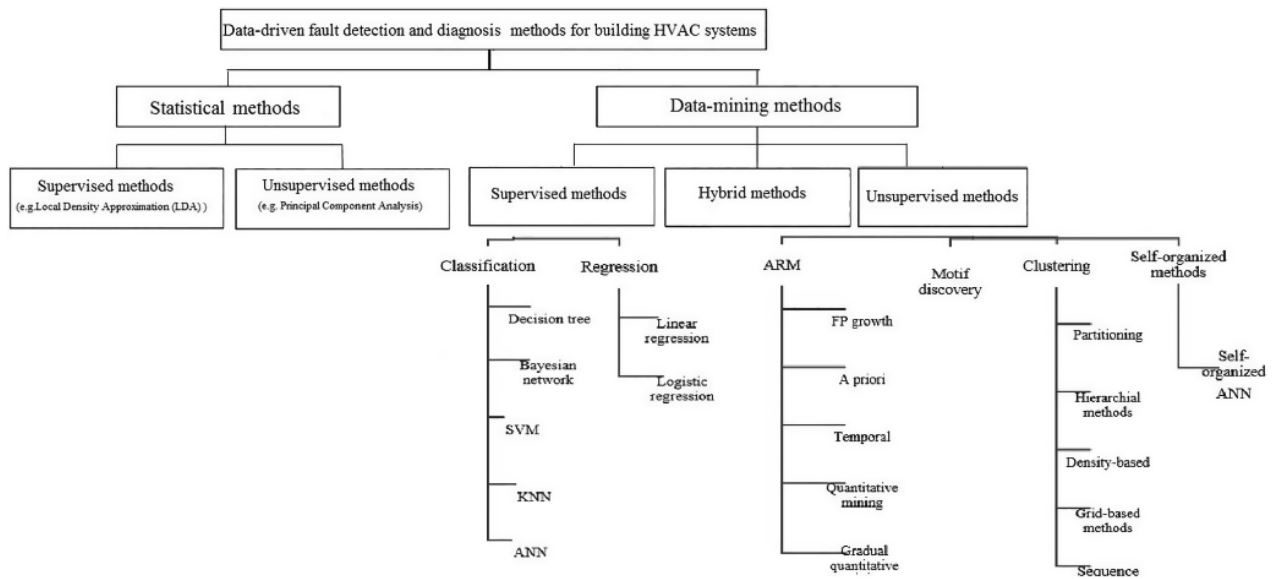 Data-driven fault detection and diagnosis methods for building HVAC systems
Statistical methods
Data-mining methods
Supervised methods
(e.g.Local Density Approximation (LDA) )
Unsupervised methods
(e.g. Principal Component Analysis)
Supervised methods
Hybrid methods
Unsupervised methods
Classification
Decision tree
Bayesian
network
SVM
KNN
ANN
Regression
Linear
regression
Logistic
regression
ARM
FP growth
A priori
Temporal
Quantitative
mining
Gradual
quantitative
Motif
discovery
Clustering
Partitioning
Hierarchial
methods
Density-based
Grid-based
methods
Sequence
Self-organized
methods
Self-
organized
ANN